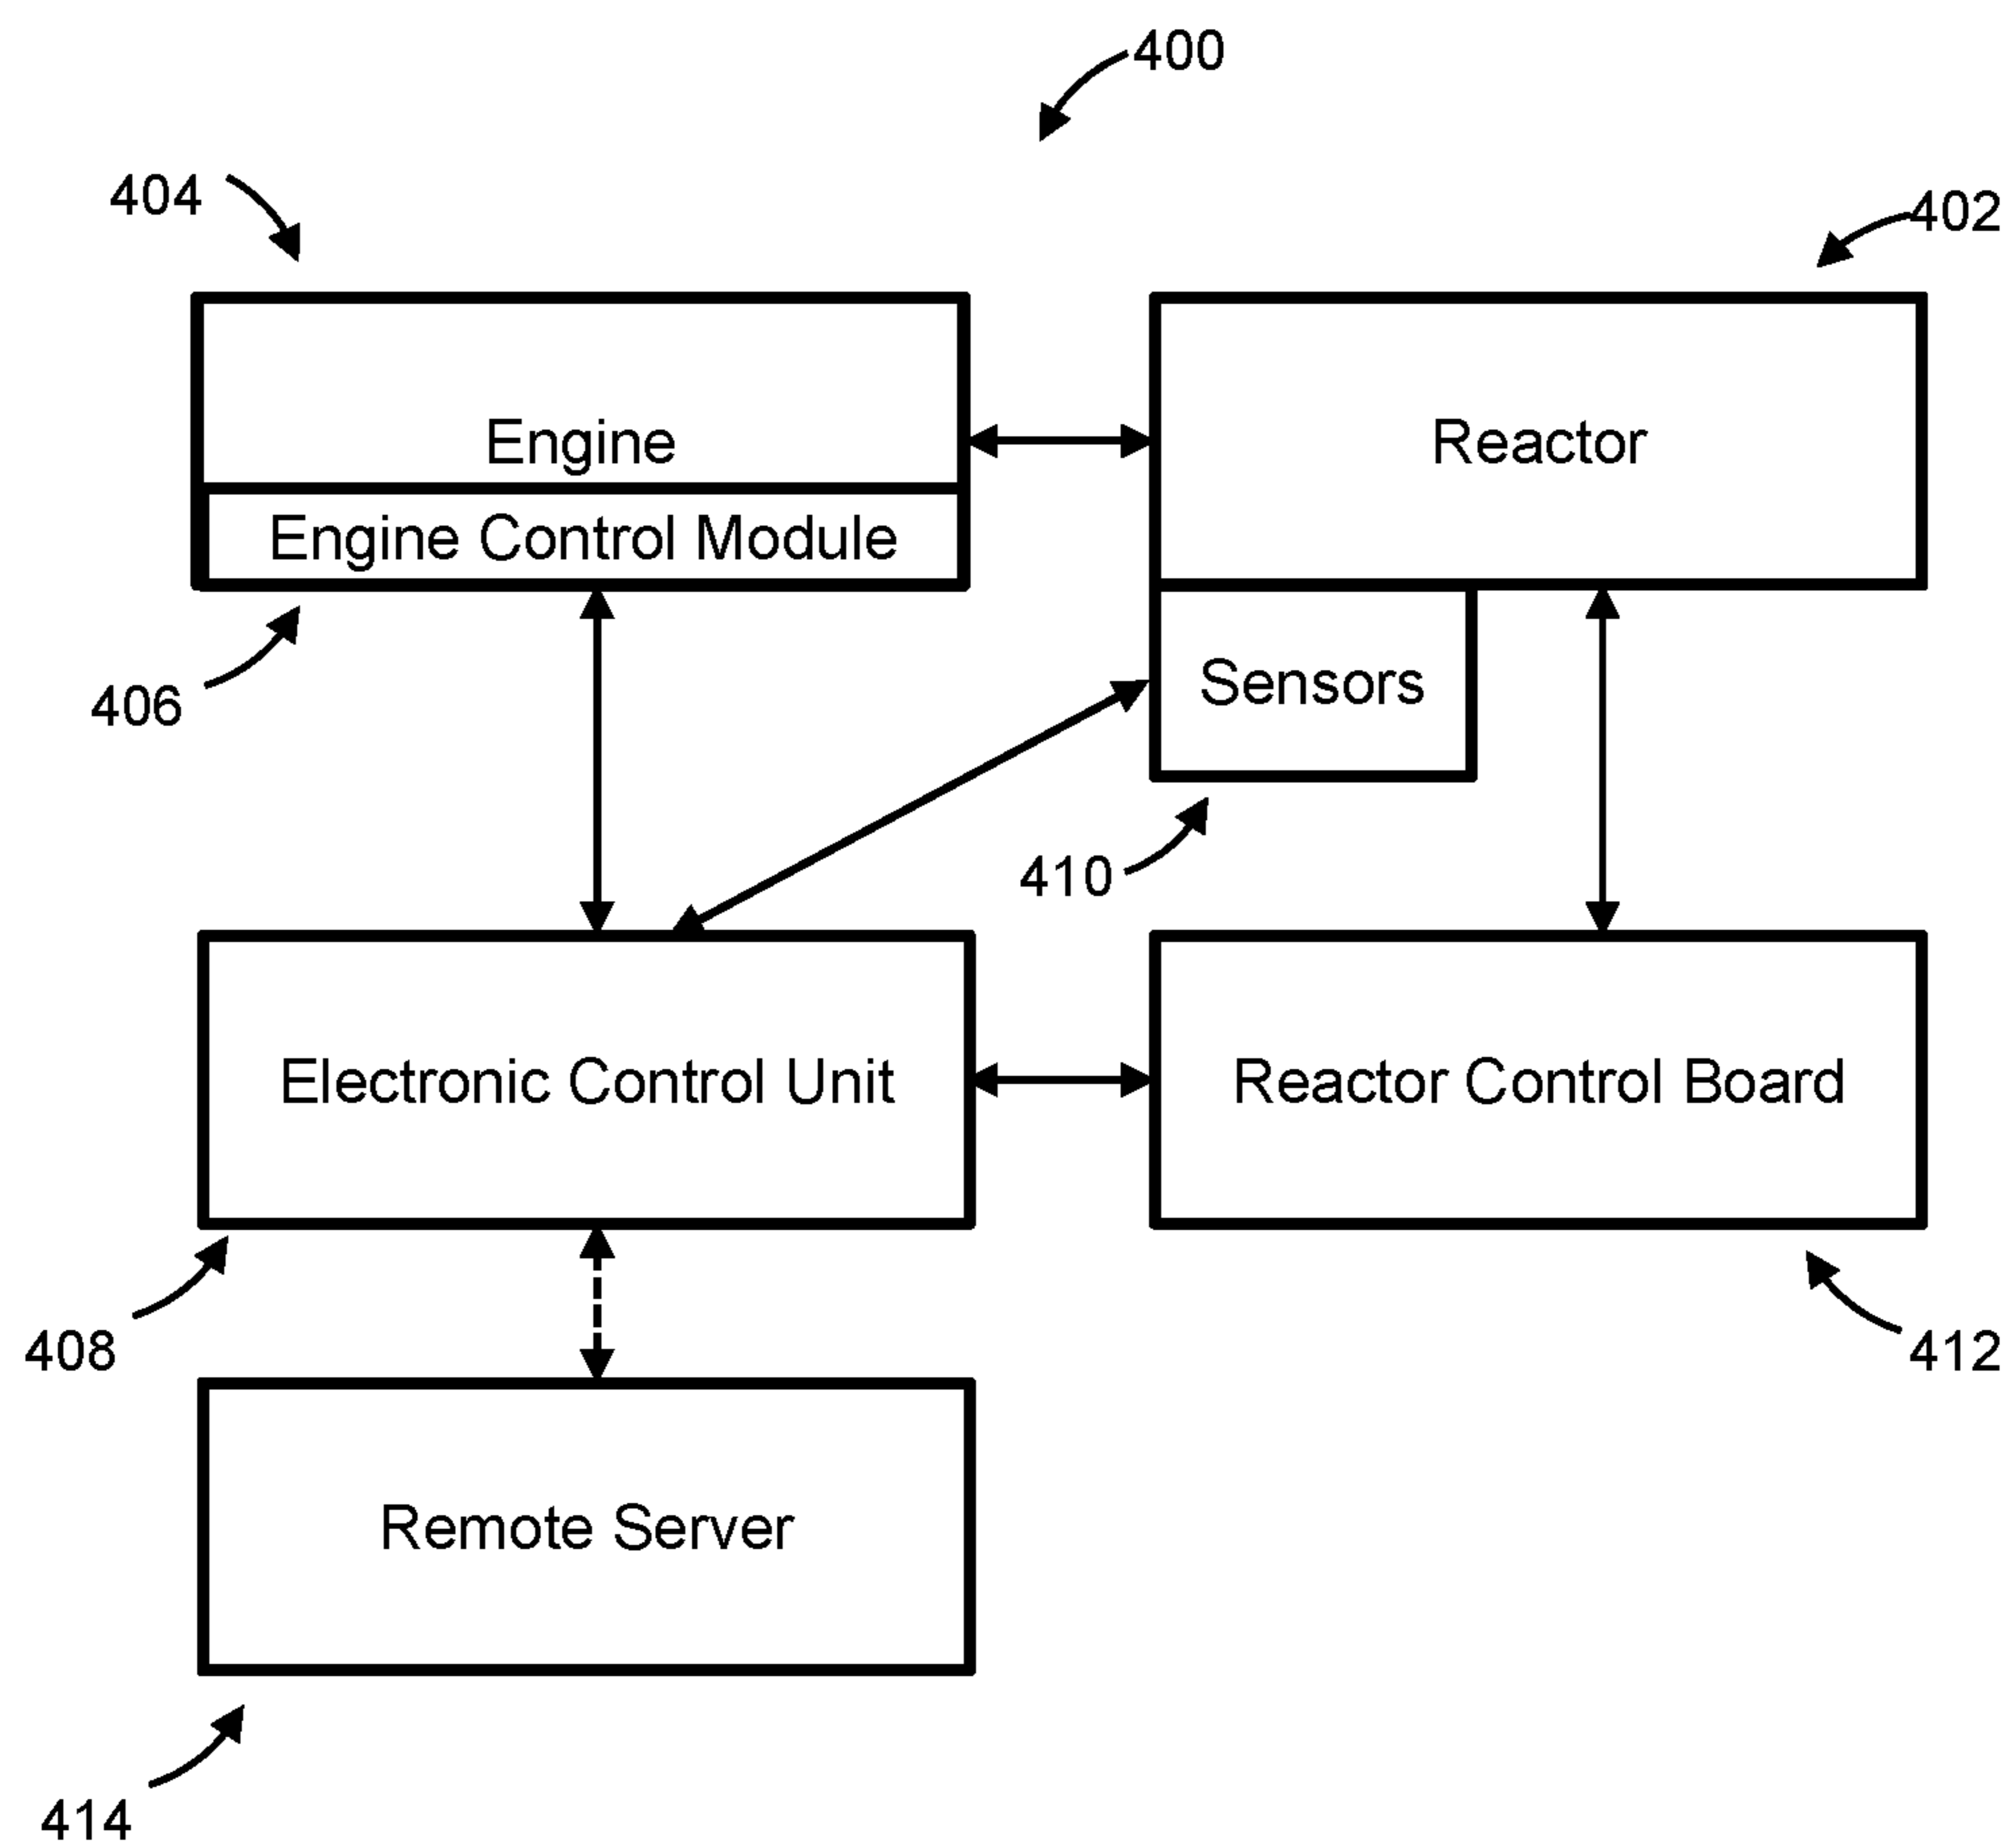 400
404
402
Engine
Reactor
Engine Control Module
406
Sensors
410
Electronic Control Unit
Reactor Control Board
408
412
Remote Server
414